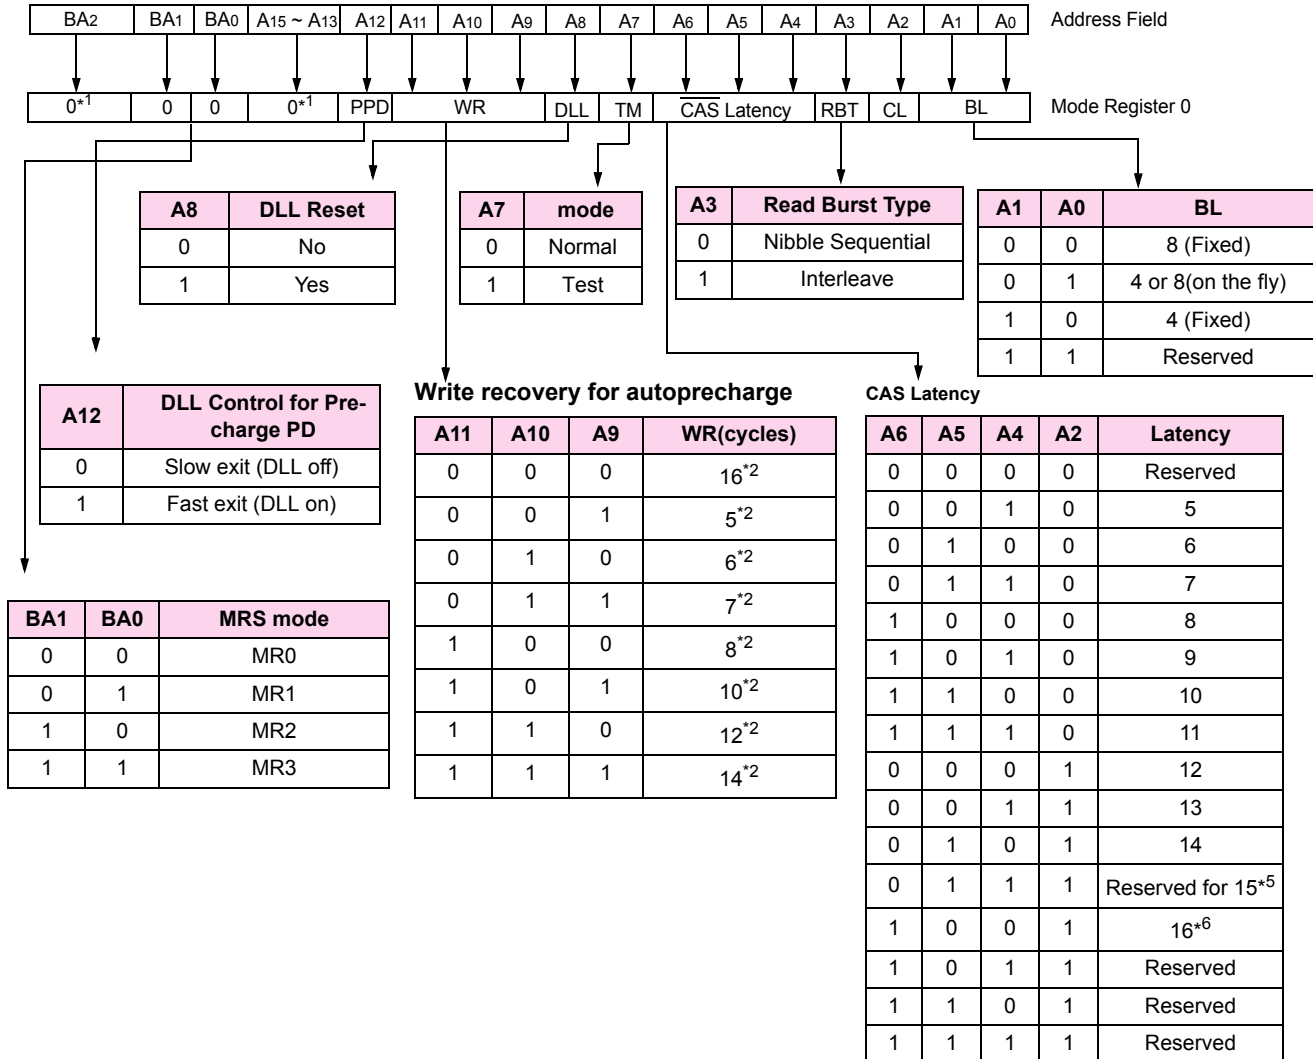 BA2 BA1 BA0 A15 ~ A13 A12 A11 A10 A9 A8 A7 A6 A5 A4 A3 A2 A1 A0 Address Field
0*1 0 0 0*1 PPD WR DLL TM CAS Latency RBT CL BL Mode Register 0
A8 DLL Reset
0 No
1 Yes
A7 mode
0 Normal
1 Test
A3 Read Burst Type
0 Nibble Sequential
1 Interleave
A1 A0 BL
0 0 8 (Fixed)
0 1 4 or 8(on the fly)
1 0 4 (Fixed)
1 1 Reserved
A12 DLL Control for Pre-
charge PD
0 Slow exit (DLL off)
1 Fast exit (DLL on)
Write recovery for autoprecharge
A11 A10 A9 WR(cycles)
0 0 0 16*2
0 0 1 5*2
0 1 0 6*2
0 1 1 7*2
1 0 0 8*2
1 0 1 10*2
1 1 0 12*2
1 1 1 14*2
CAS Latency
A6 A5 A4 A2 Latency
0 0 0 0 Reserved
0 0 1 0 5
0 1 0 0 6
0 1 1 0 7
1 0 0 0 8
1 0 1 0 9
1 1 0 0 10
1 1 1 0 11
0 0 0 1 12
0 0 1 1 13
0 1 0 1 14
0 1 1 1 Reserved for 15*5
1 0 0 1 16*6
1 0 1 1 Reserved
1 1 0 1 Reserved
1 1 1 1 Reserved
BA1 BA0 MRS mode
0 0 MR0
0 1 MR1
1 0 MR2
1 1 MR3